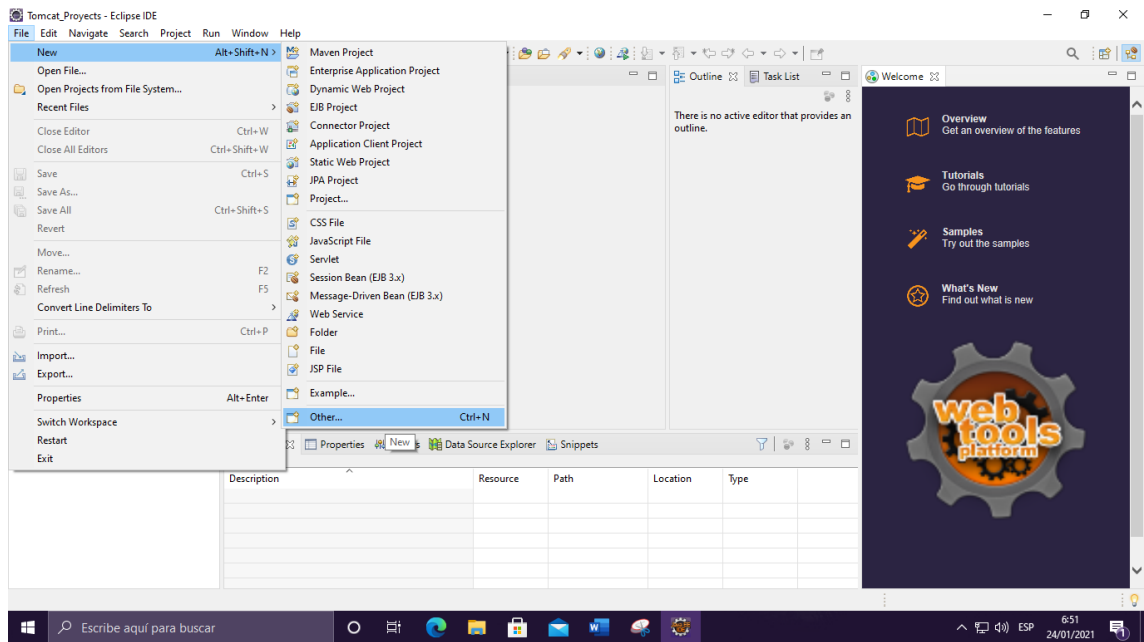 Tomcat_Proyects - Eclipse IDE
File Edit Navigate Search Project Run Window Help
New Alt+Shift+N >
Open File...
Open Projects from File System...
Recent Files >
Close Editor Ctrl+W
Close All Editors Ctrl+Shift+W
Save Ctrl+S
Save As...
Save All Ctrl+Shift+S
Revert
Move...
Rename... F2
Refresh F5
Convert Line Delimiters To >
Print... Ctrl+P
Import...
Export...
Properties Alt+Enter
Switch Workspace >
Restart
Exit
Maven Project
Enterprise Application Project
Dynamic Web Project
EJB Project
Connector Project
Application Client Project
Static Web Project
JPA Project
Project...
CSS File
JavaScript File
Servlet
Session Bean (EJB 3.x)
Message-Driven Bean (EJB 3.x)
Web Service
Folder
File
JSP File
Example...
Other... Ctrl+N
New
Outline Task List
There is no active editor that provides an
outline.
Welcome
Overview
Get an overview of the features
Tutorials
Go through tutorials
Samples
Try out the samples
What's New
Find out what is new
web
tools
platform
Properties Data Source Explorer Snippets
Description Resource Path Location Type
Escribe aquí para buscar
ESP
6:51
24/01/2021